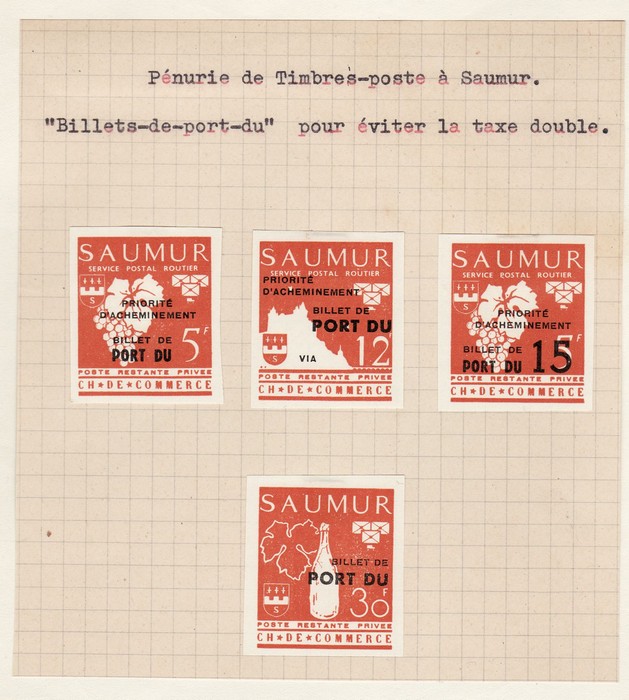 Pénurie de Timbres-poste à Saumur.
"Billets-de-port-du" pour éviter la taxe double.
SAUMUR
SERVICE POSTAL ROUTIER
PRIORITÉ
D'ACHEMINEMENT
S
BILLET DE
PORT DU
5F
POSTE RESTANTE PRIVEE
CH★DE★COMMERCE
SAUMUR
SERVICE POSTAL ROUTIER
PRIORITÉ
D'ACHEMINEMENT
BILLET DE
PORT DU
S
VIA
12
POSTE RESTANTE PRIVEE
CH★DE★COMMERCE
SAUMUR
SERVICE POSTAL ROUTIER
S
PRIORITÉ
D'ACHEMINEMENT
BILLET DE
PORT DU
15
F
POSTE RESTANTE PRIVEE
CH★DE★COMMERCE
SAUMUR
BILLET DE
PORT DU
S
30F
POSTE RESTANTE PRIVEE
CH★DE★COMMERCE